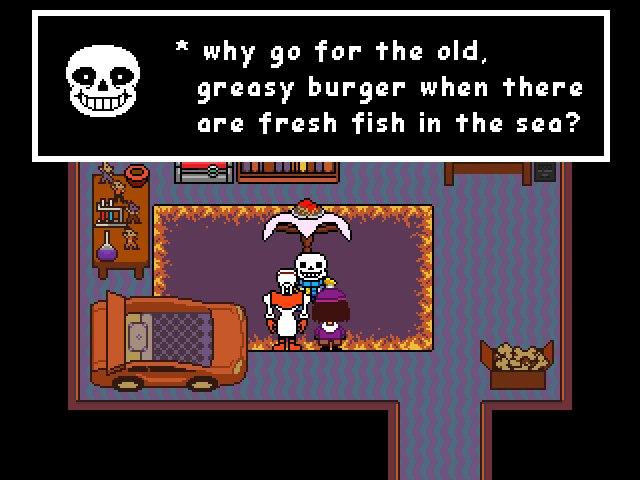 * why go for the old,
greasy burger when there
are fresh fish in the sea?